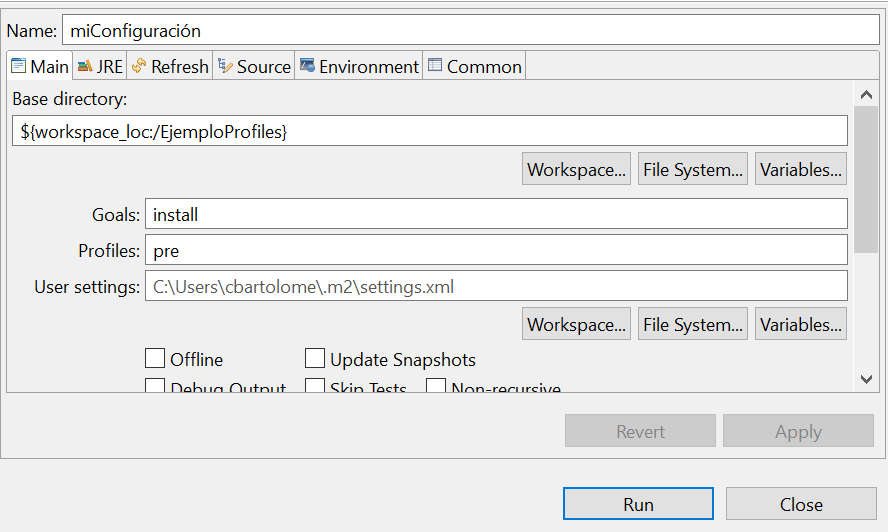 Name: miConfiguración
Main JRE Refresh Source Environment Common
Base directory:
${workspace_loc:/EjemploProfiles}
Workspace... File System... Variables...
Goals: install
Profiles: pre
User settings: C:\Users\cbartolome\.m2\settings.xml
Workspace... File System... Variables...
Offline Update Snapshots
Debug Output Skip Tests Non-recursive
Revert Apply
Run Close